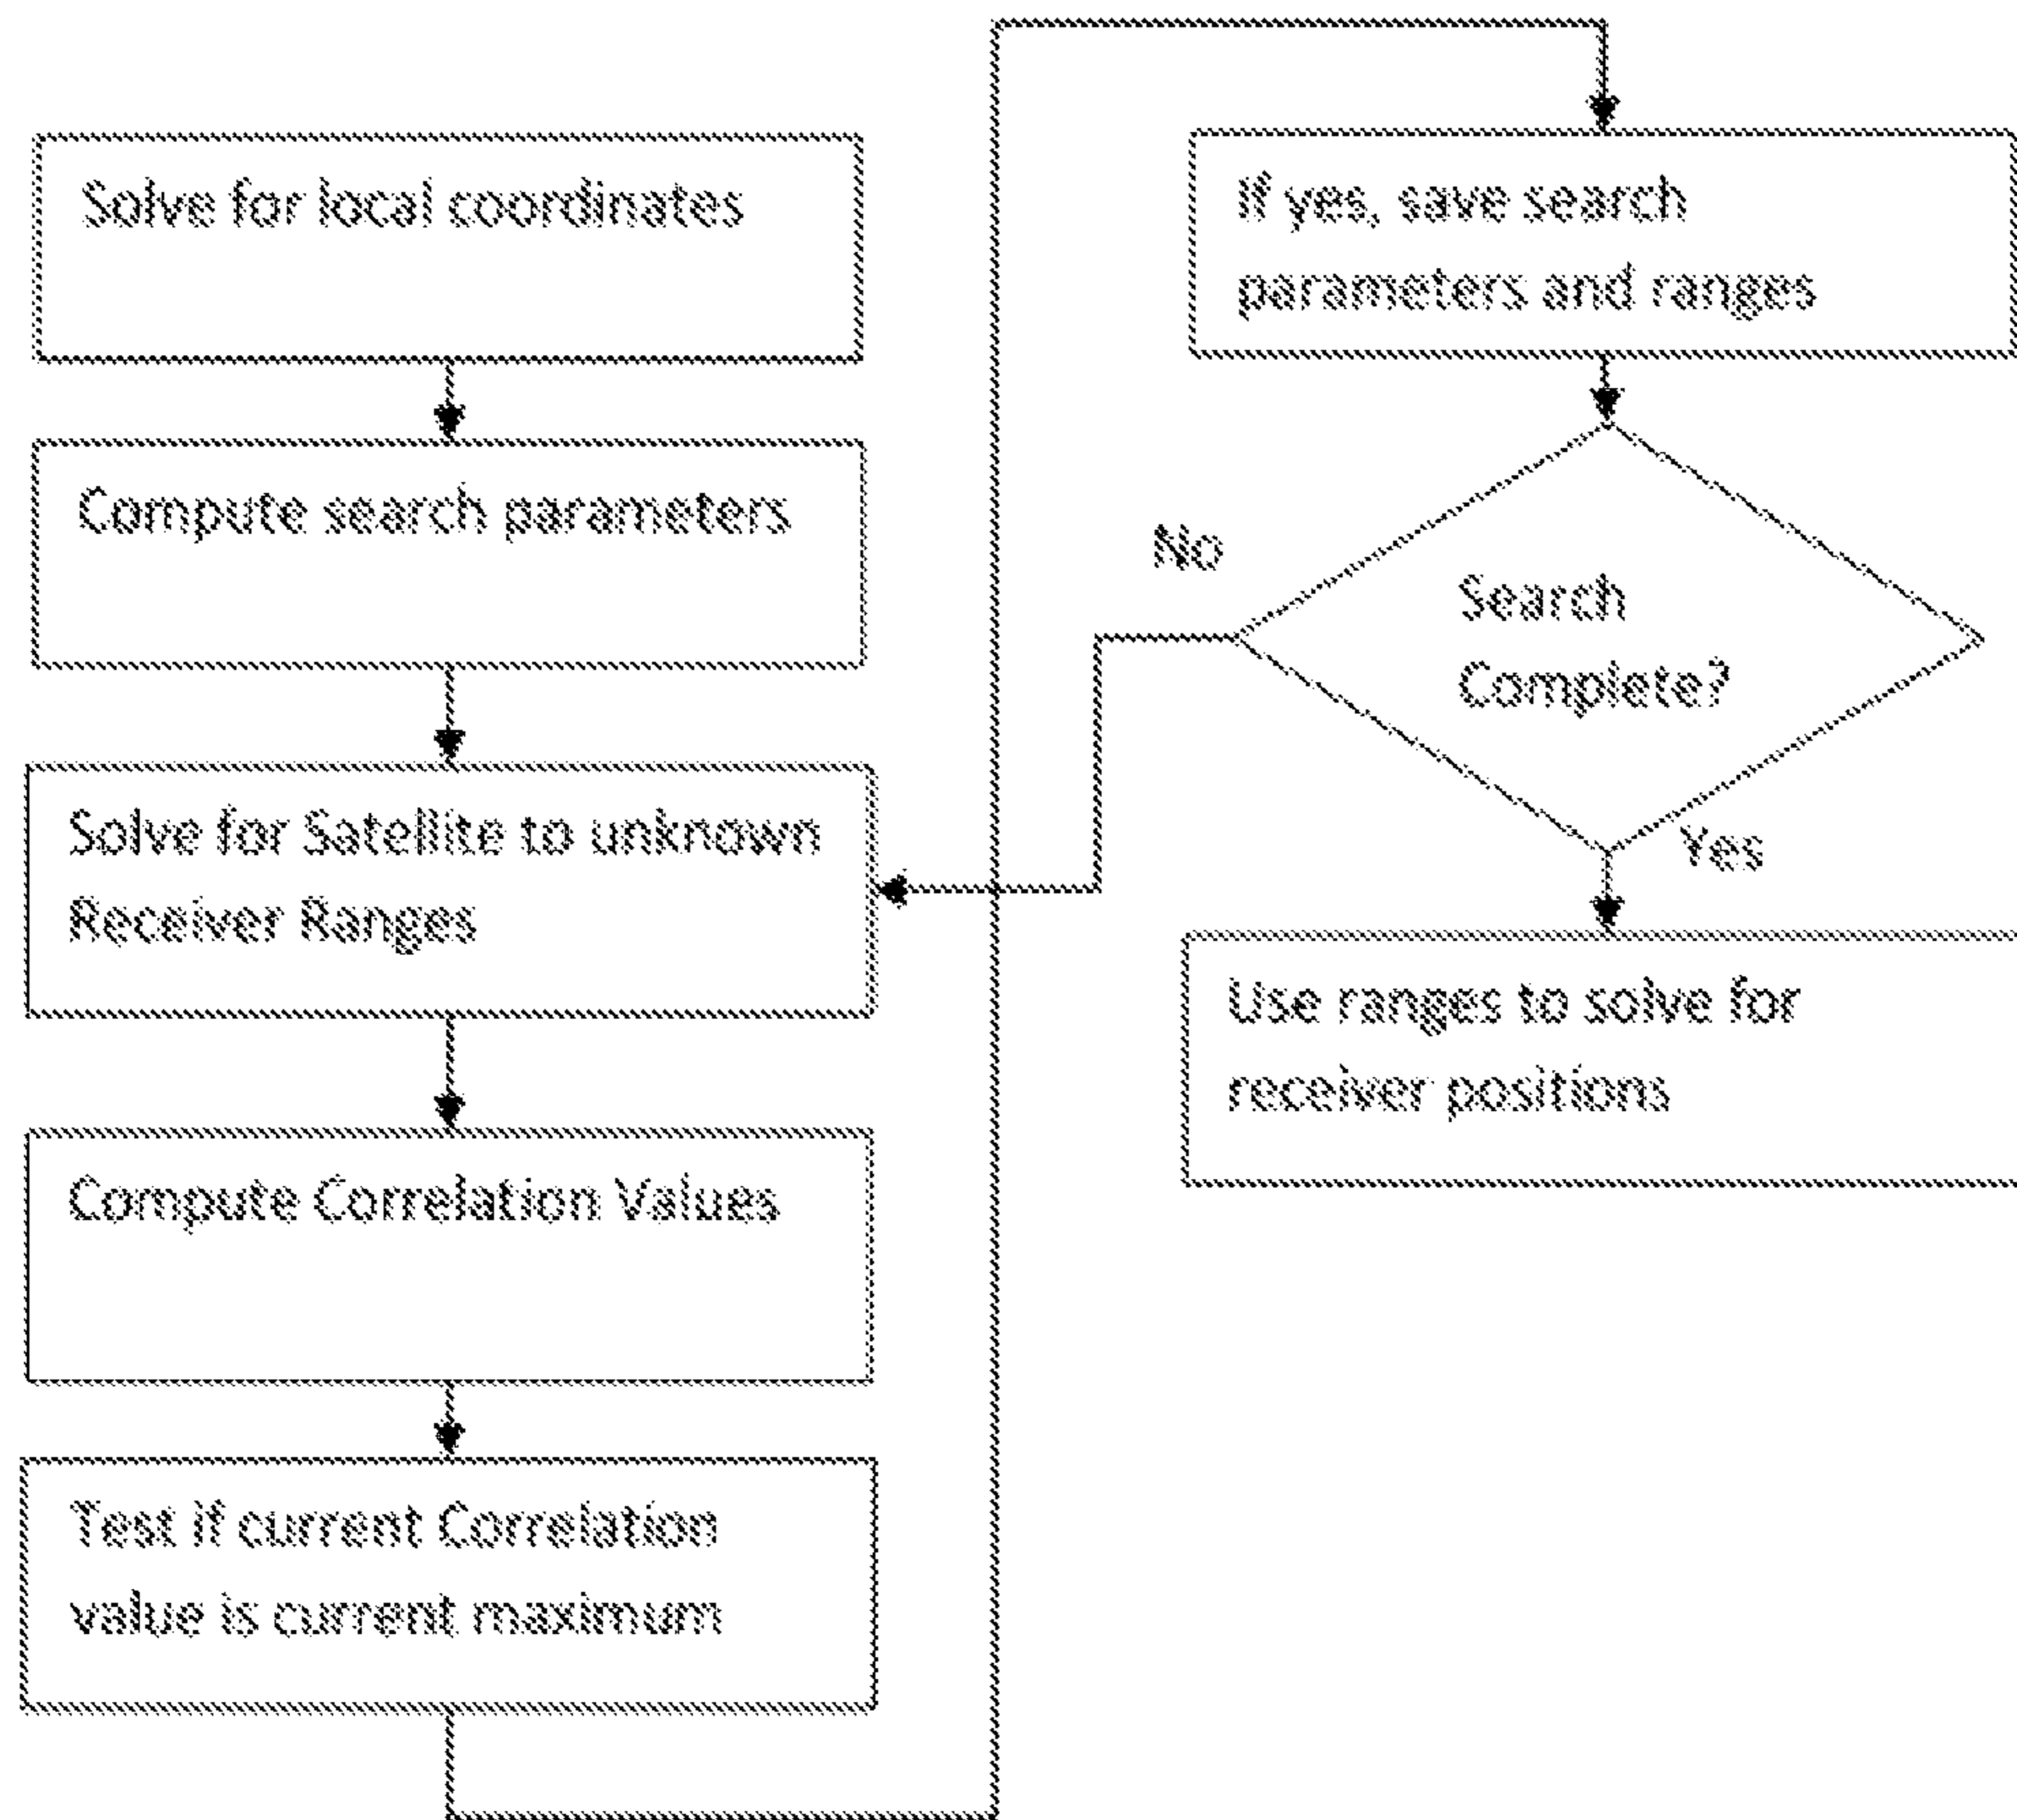 Solve for local coordinates
Compute search parameters
Solve for Satellite to unknown
Receiver Ranges
Compute Correlation Values
Test if current Correlation
value is current maximum
If yes, save search
parameters and ranges
No
Search
Complete?
Yes
Use ranges to solve for
receiver positions